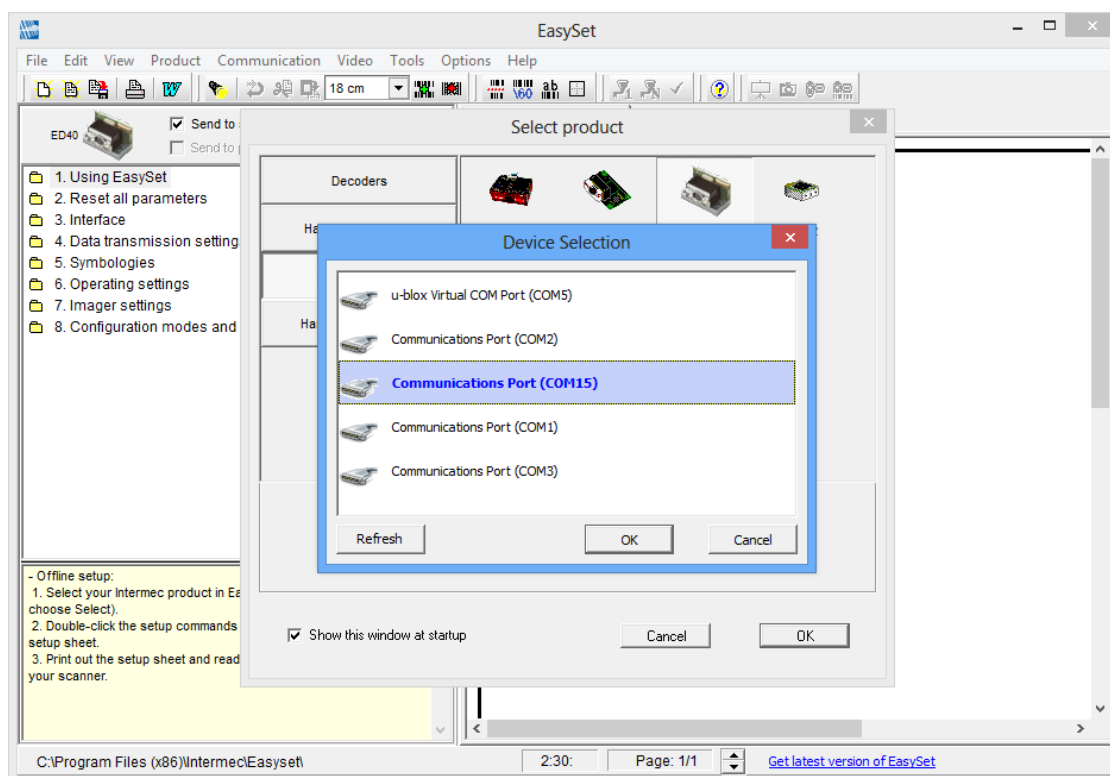 EasySet
File Edit View Product Communication Video Tools Options Help
18 cm
ED40
Send to
Send to
Select product
Decoders
1. Using EasySet
2. Reset all parameters
3. Interface
4. Data transmission setting
5. Symbologies
6. Operating settings
7. Imager settings
8. Configuration modes and
Ha
Ha
Device Selection
u-blox Virtual COM Port (COM5)
Communications Port (COM2)
Communications Port (COM15)
Communications Port (COM1)
Communications Port (COM3)
Refresh OK Cancel
- Offline setup:
1. Select your Intermec product in Ea
choose Select).
2. Double-click the setup commands
setup sheet.
3. Print out the setup sheet and read
your scanner.
Show this window at startup
Cancel OK
C:\Program Files (x86)\Intermec\Easyset\ 2:30: Page: 1/1 Get latest version of EasySet